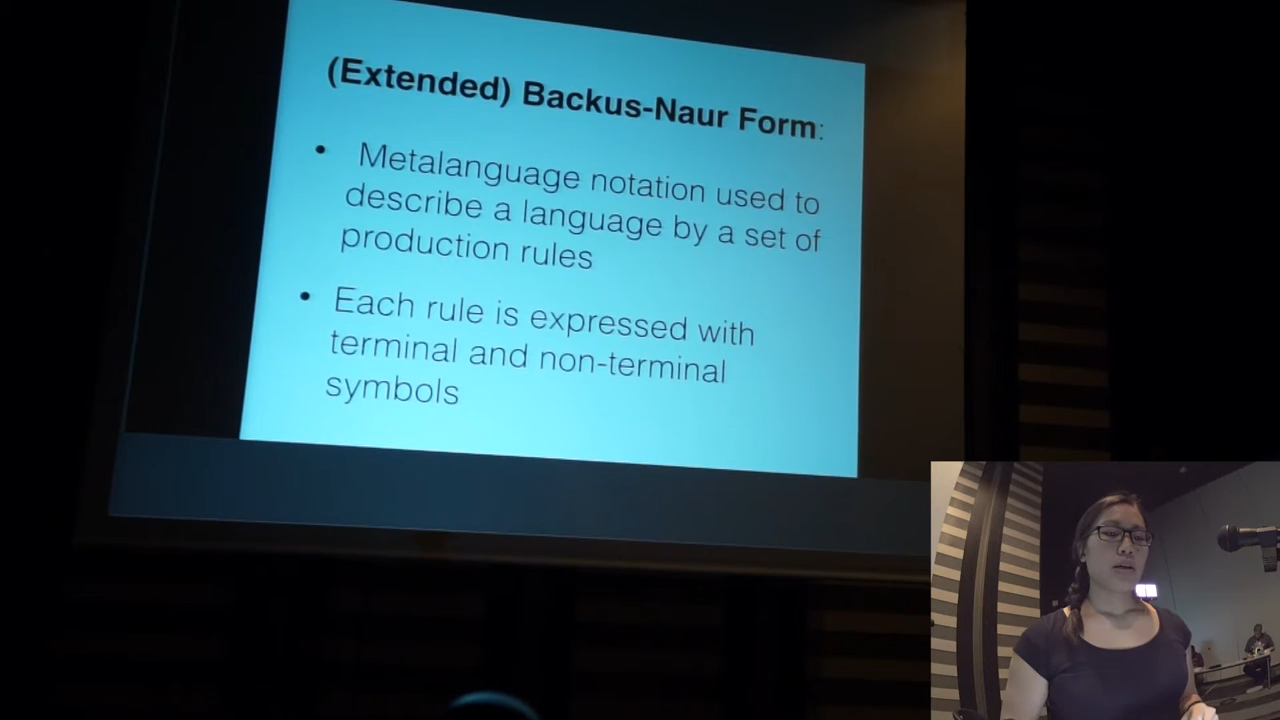 (Extended) Backus-Naur Form:
• Metalanguage notation used to
describe a language by a set of
production rules
• Each rule is expressed with
terminal and non-terminal
symbols